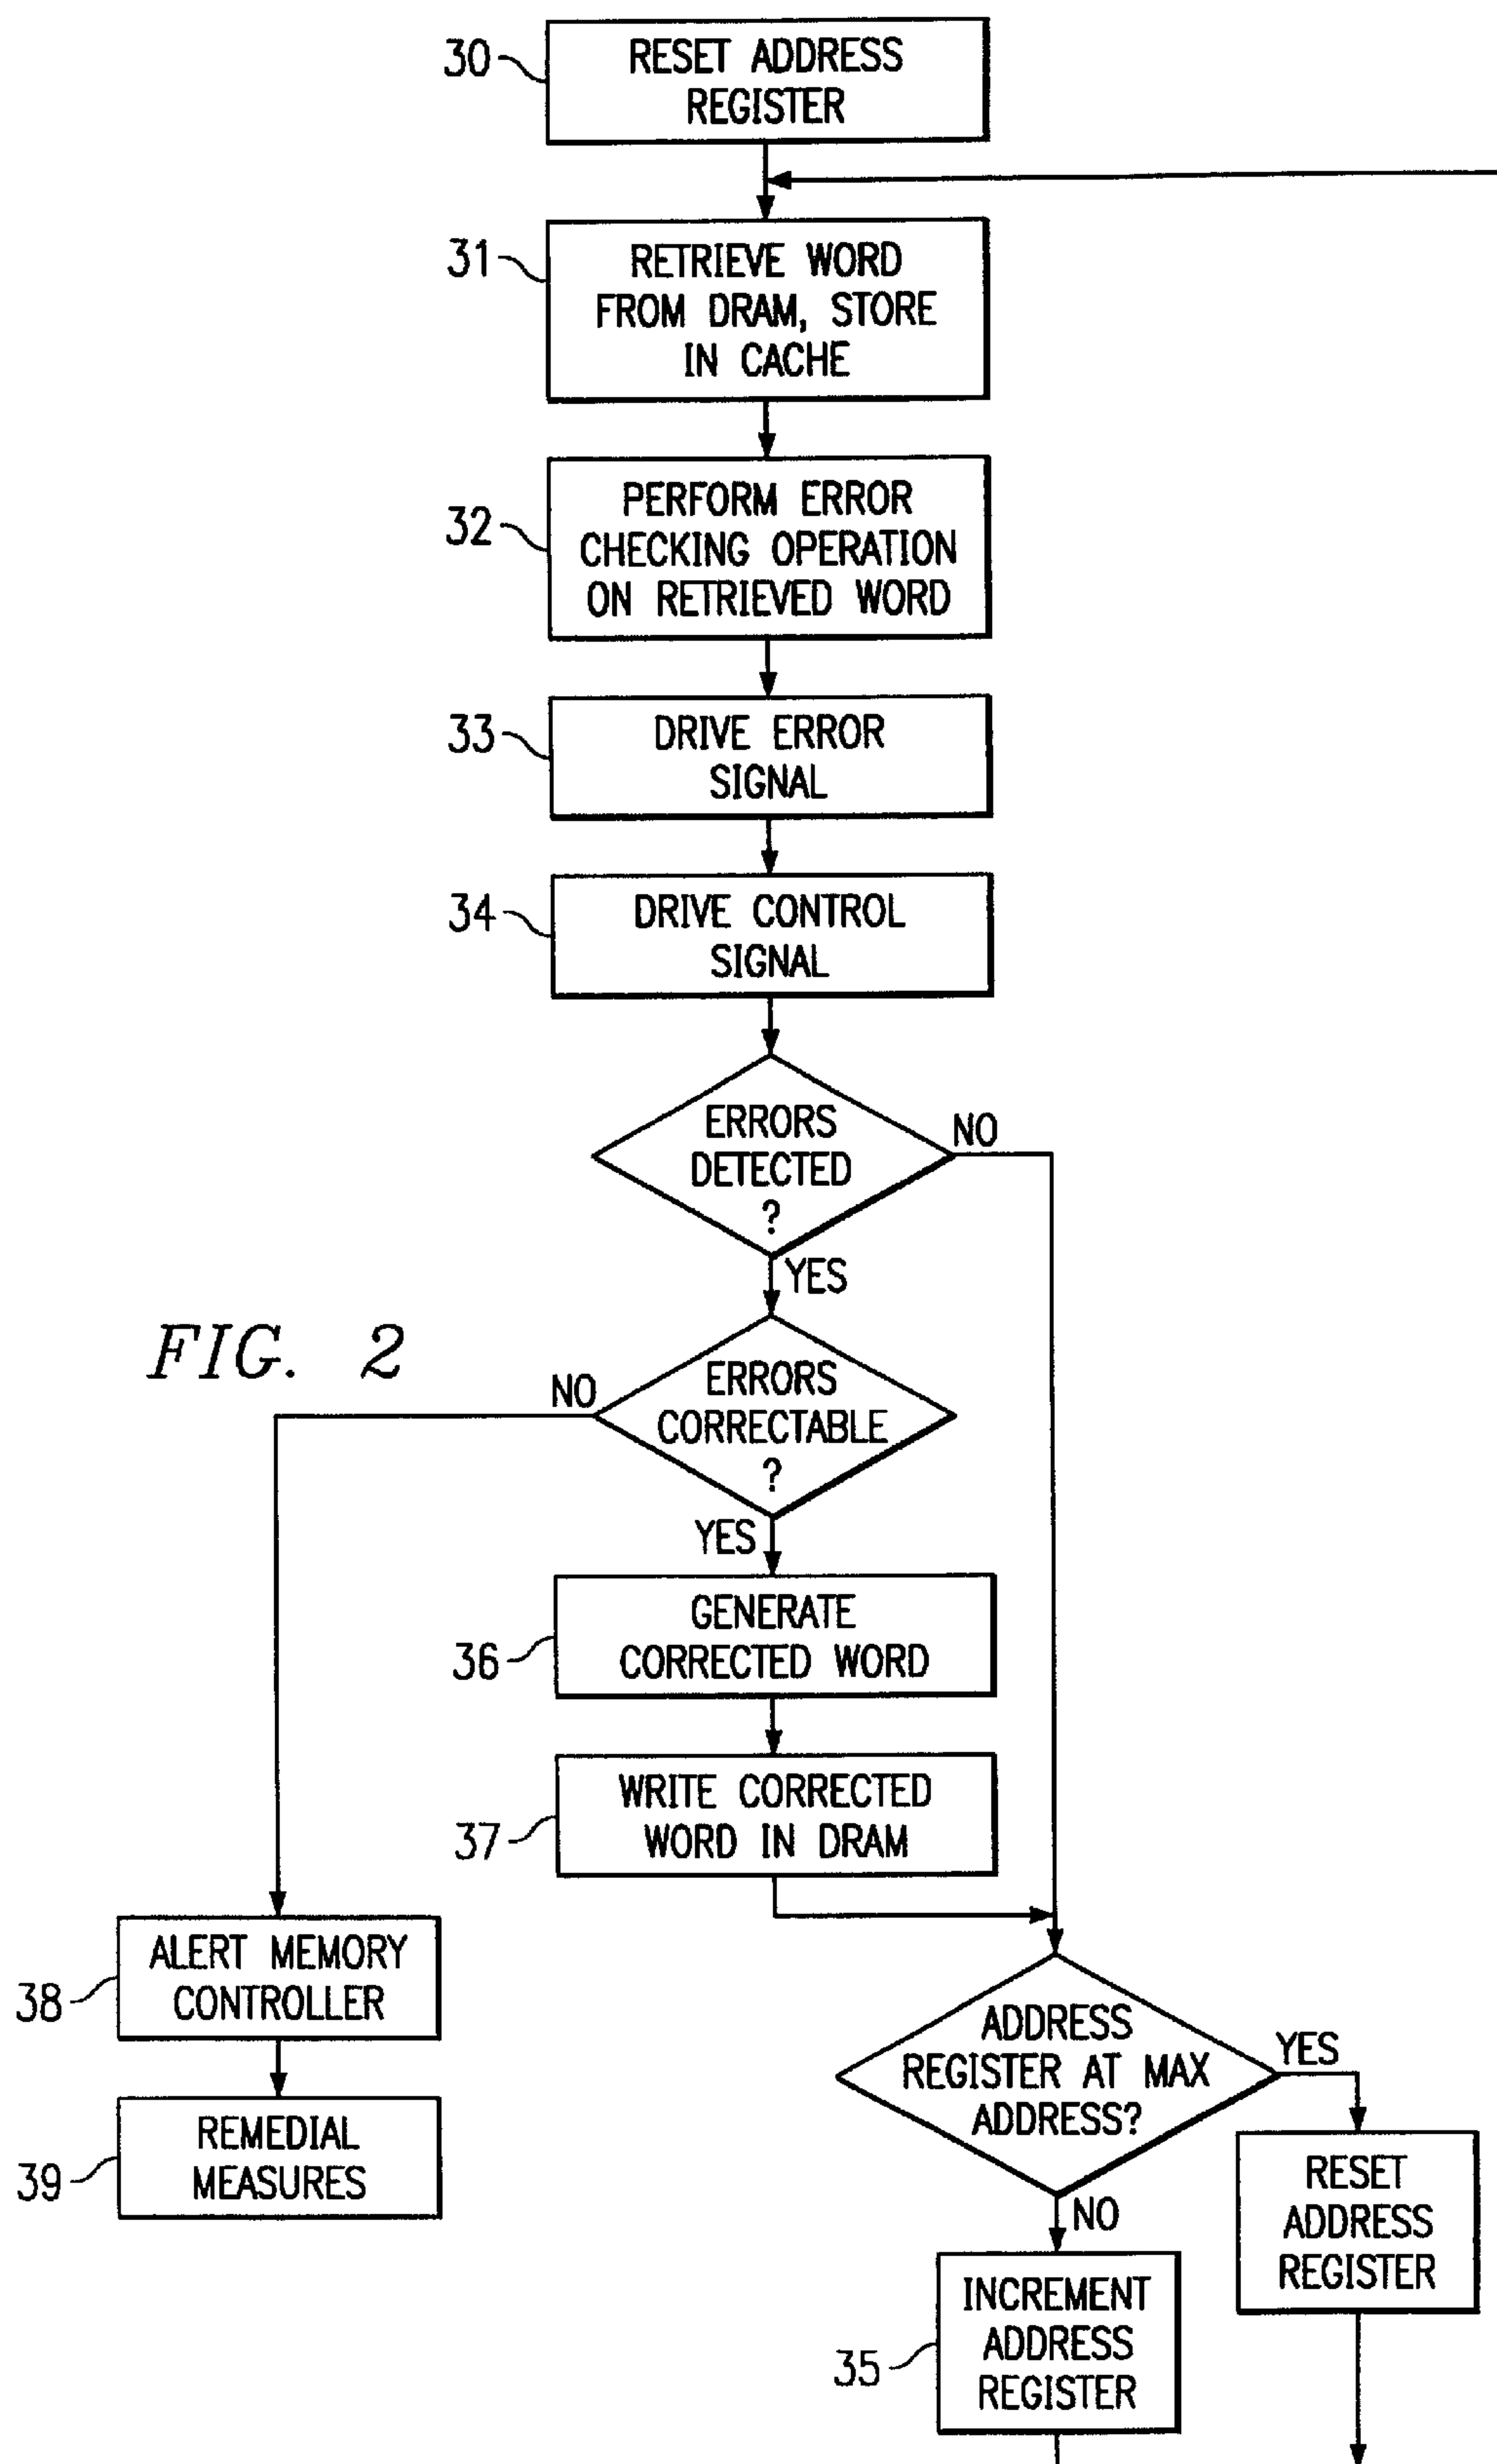 30
RESET ADDRESS
REGISTER
31
RETRIEVE WORD
FROM DRAM, STORE
IN CACHE
32
PERFORM ERROR
CHECKING OPERATION
ON RETRIEVED WORD
33
DRIVE ERROR
SIGNAL
34
DRIVE CONTROL
SIGNAL
ERRORS
DETECTED
?
NO
YES
FIG. 2
ERRORS
CORRECTABLE
?
NO
YES
36
GENERATE
CORRECTED WORD
37
WRITE CORRECTED
WORD IN DRAM
38
ALERT MEMORY
CONTROLLER
39
REMEDIAL
MEASURES
ADDRESS
REGISTER AT MAX
ADDRESS?
YES
NO
RESET
ADDRESS
REGISTER
35
INCREMENT
ADDRESS
REGISTER